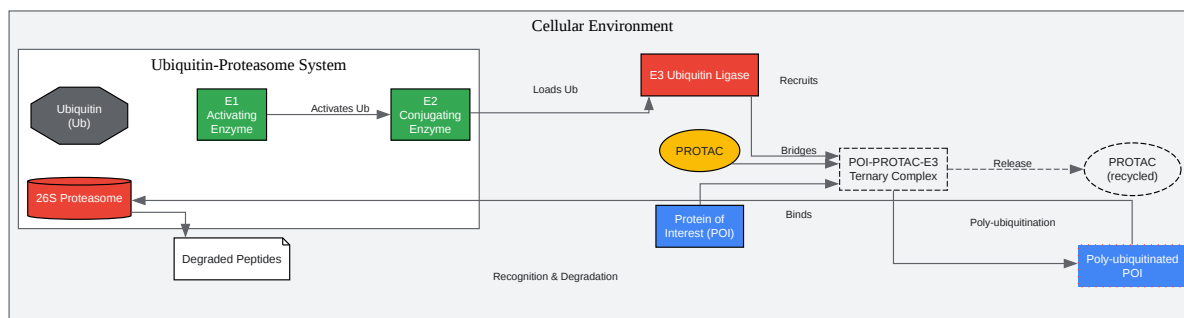 Cellular Environment
Ubiquitin-Proteasome System
Ubiquitin
(Ub)
E1
Activating
Enzyme
Activates Ub
E2
Conjugating
Enzyme
Loads Ub
E3 Ubiquitin Ligase
Recruits
PROTAC
Bridges
POI-PROTAC-E3
Ternary Complex
Release
PROTAC
(recycled)
26S Proteasome
Protein of
Interest (POI)
Binds
Poly-ubiquitination
Degraded Peptides
Poly-ubiquitinated
POI
Recognition & Degradation